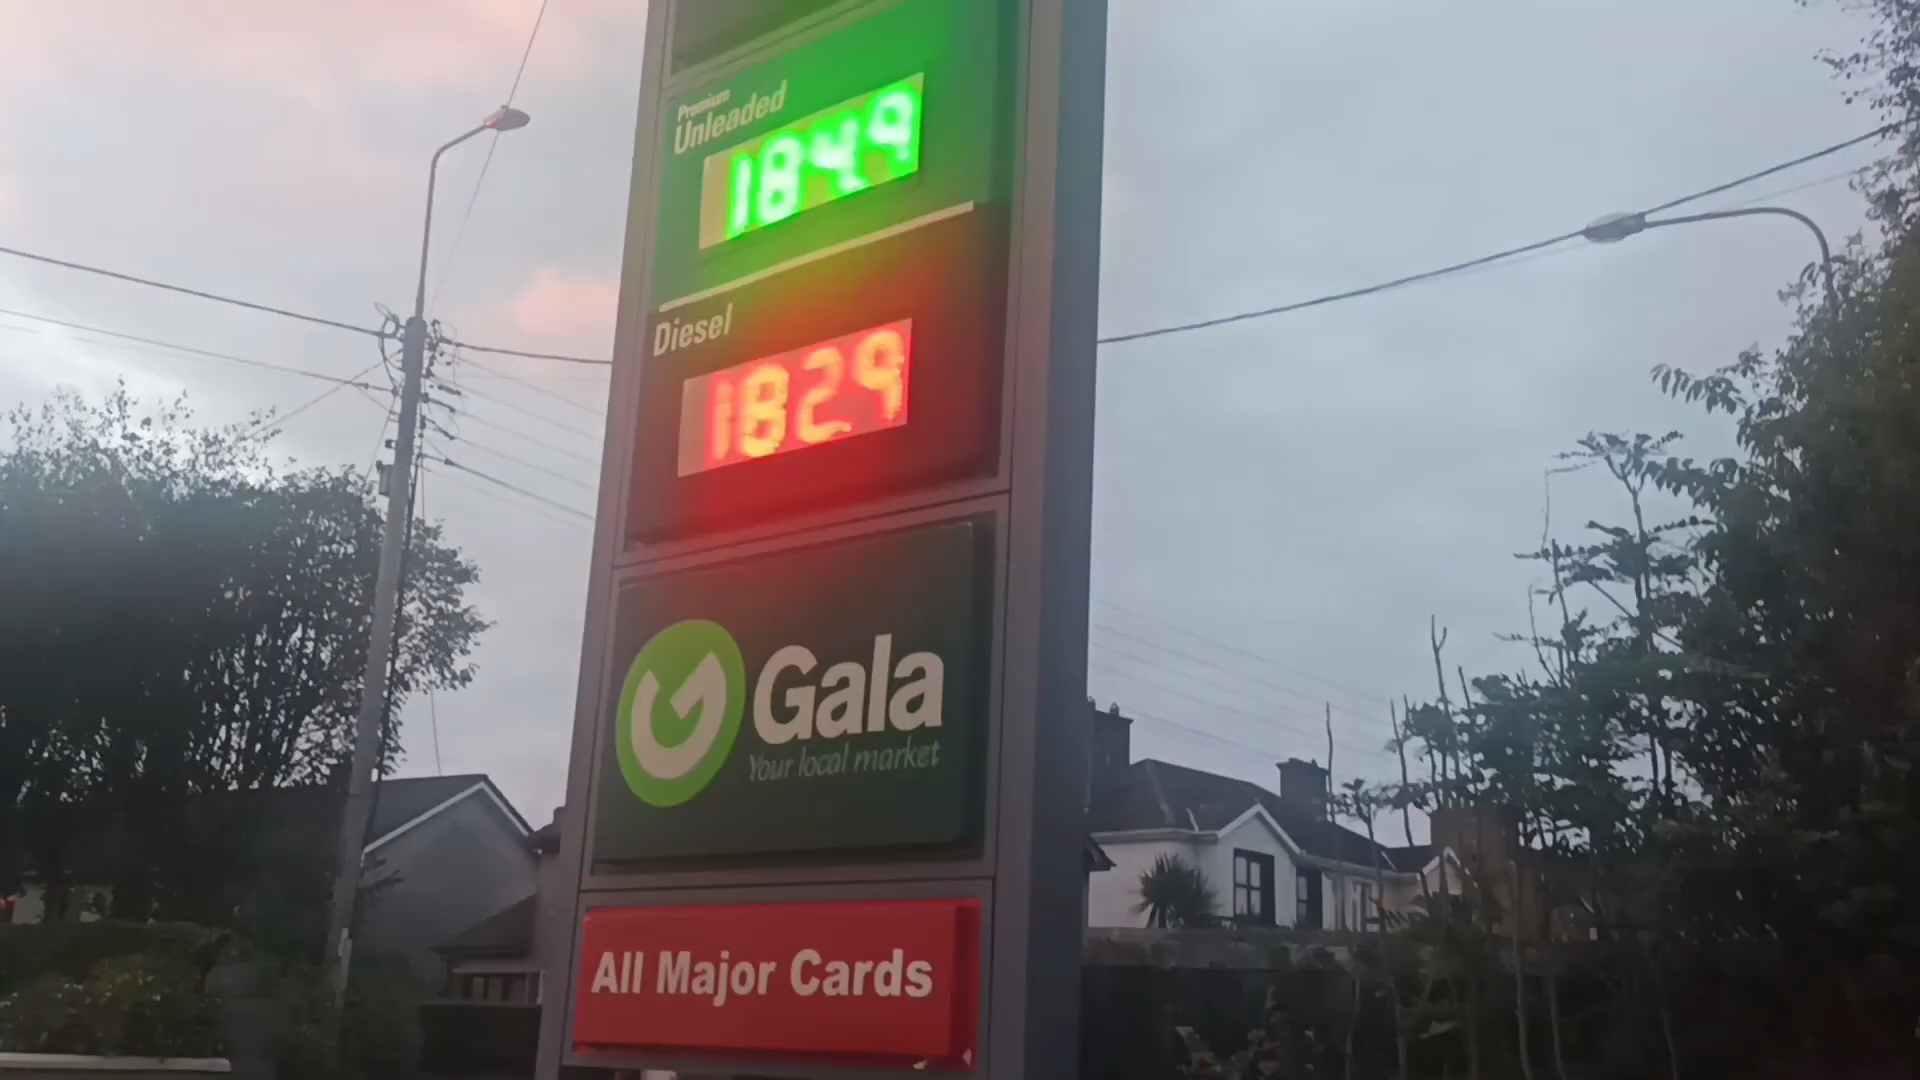 Premium
Unleaded
184.9
Diesel
182.9
Gala
Your local market
All Major Cards